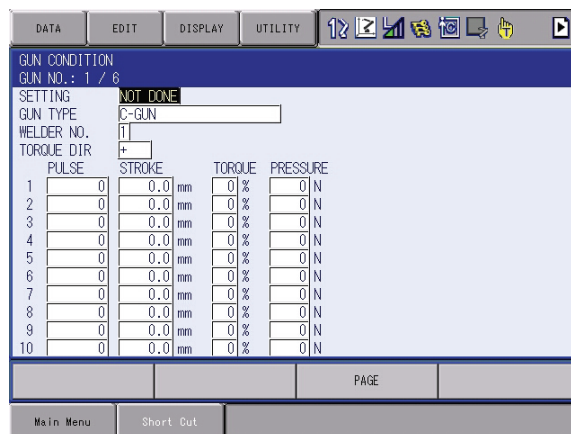 DATA EDIT DISPLAY UTILITY
GUN CONDITION
GUN NO.: 1 / 6
SETTING NOT DONE
GUN TYPE C-GUN
WELDER NO. 1
TORQUE DIR +
PULSE STROKE TORQUE PRESSURE
1 0 0.0 mm 0 % 0 N
2 0 0.0 mm 0 % 0 N
3 0 0.0 mm 0 % 0 N
4 0 0.0 mm 0 % 0 N
5 0 0.0 mm 0 % 0 N
6 0 0.0 mm 0 % 0 N
7 0 0.0 mm 0 % 0 N
8 0 0.0 mm 0 % 0 N
9 0 0.0 mm 0 % 0 N
10 0 0.0 mm 0 % 0 N
PAGE
Main Menu Short Cut